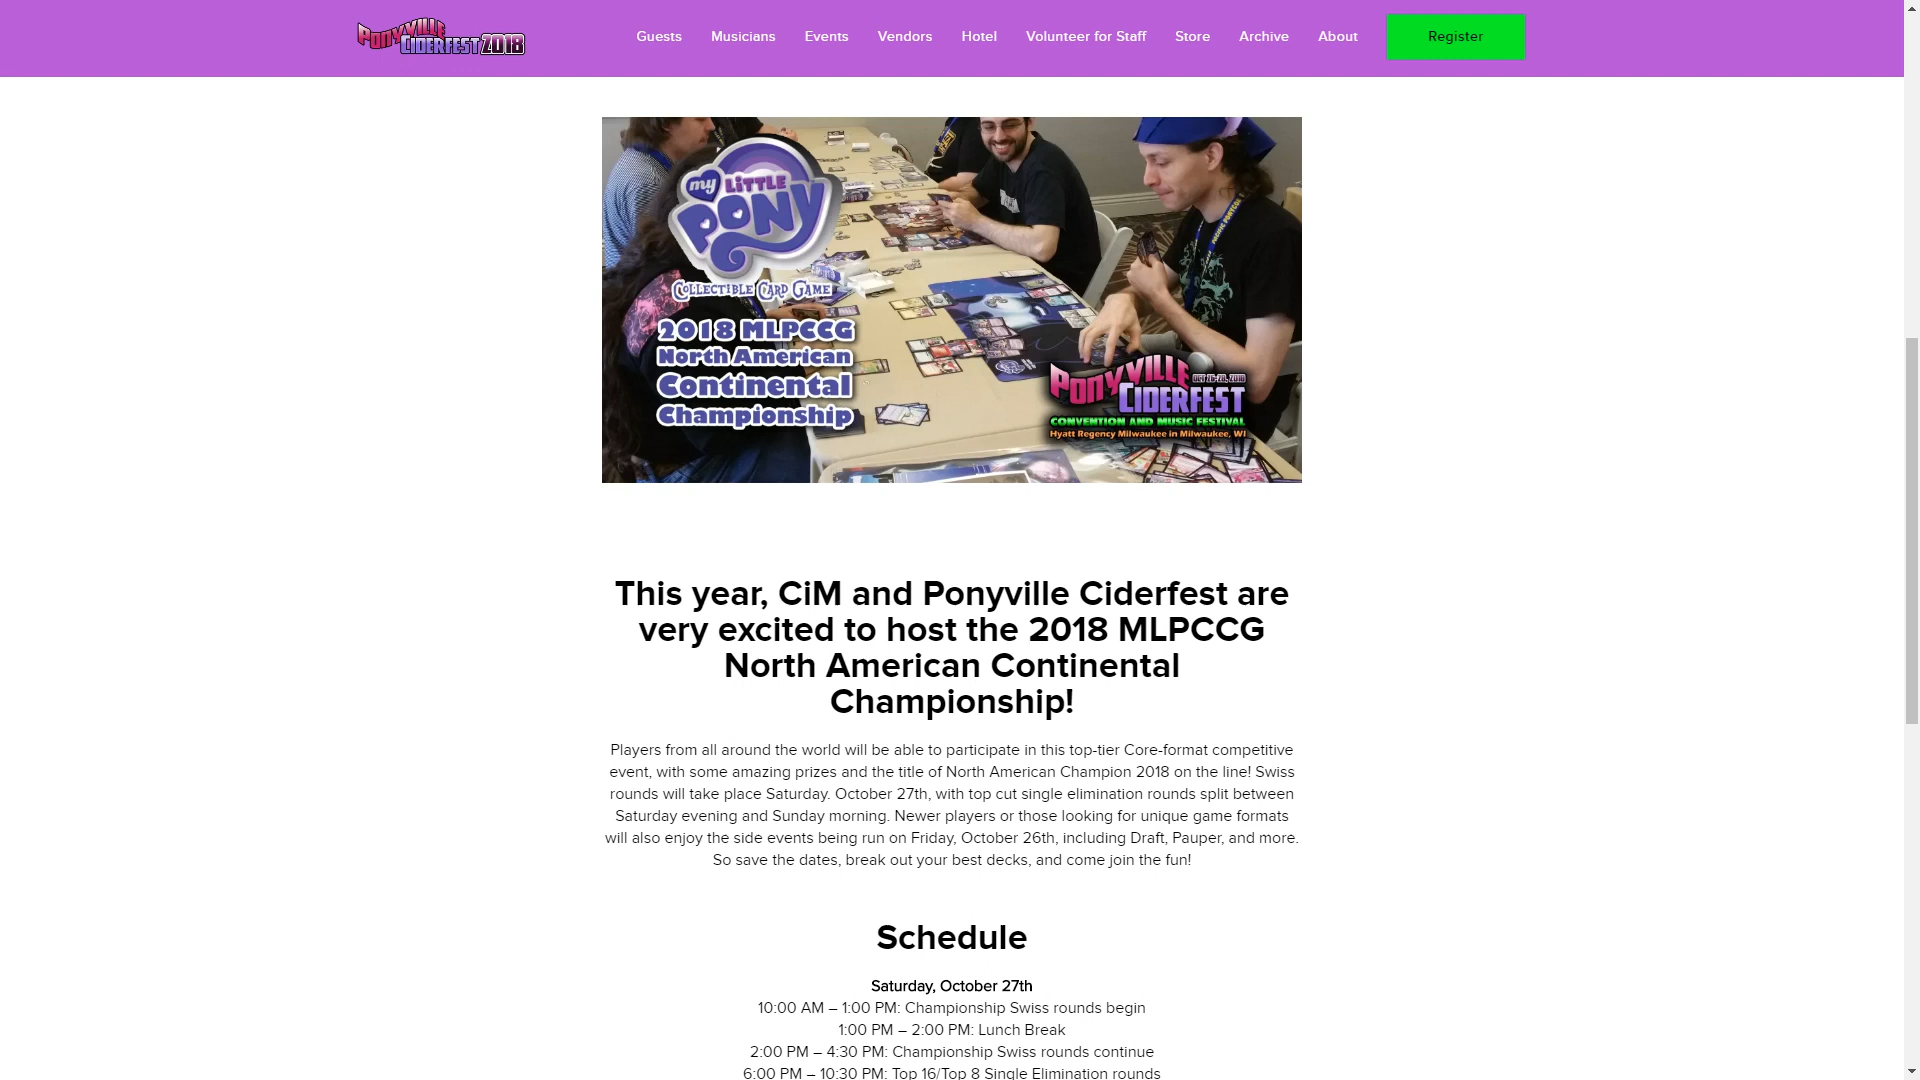 PONYVILLE
CIDERFEST 2018
Guests
Musicians
Events
Vendors
Hotel
Volunteer for Staff
Store
Archive
About
Register
my LiTTLE
PONY
COLLECTIBLE CARD GAME
2018 MLPCCG
North American
Continental
Championship
PONYVILLE
OCT 26-28, 2018
CIDERFEST
CONVENTION AND MUSIC FESTIVAL
Hyatt Regency Milwaukee in Milwaukee, WI
This year, CiM and Ponyville Ciderfest are
very excited to host the 2018 MLPCCG
North American Continental
Championship!
Players from all around the world will be able to participate in this top-tier Core-format competitive
event, with some amazing prizes and the title of North American Champion 2018 on the line! Swiss
rounds will take place Saturday. October 27th, with top cut single elimination rounds split between
Saturday evening and Sunday morning. Newer players or those looking for unique game formats
will also enjoy the side events being run on Friday, October 26th, including Draft, Pauper, and more.
So save the dates, break out your best decks, and come join the fun!
Schedule
Saturday, October 27th
10:00 AM – 1:00 PM: Championship Swiss rounds begin
1:00 PM – 2:00 PM: Lunch Break
2:00 PM – 4:30 PM: Championship Swiss rounds continue
6:00 PM – 10:30 PM: Top 16/Top 8 Single Elimination rounds